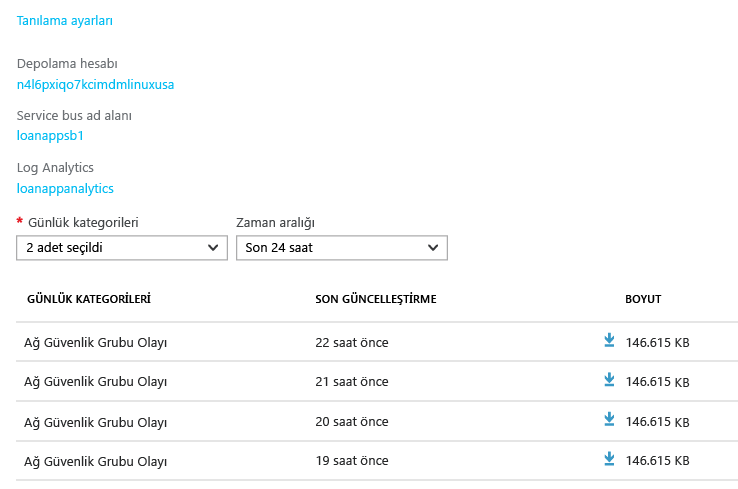 Tanılama ayarları
Depolama hesabı
n4l6pxiqo7kcimdmlinuxusa
Service bus ad alanı
loanappsb1
Log Analytics
loanappanalytics
* Günlük kategorileri Zaman aralığı
2 adet seçildi Son 24 saat
GÜNLÜK KATEGORİLERİ SON GÜNCELLEŞTİRME BOYUT
Ağ Güvenlik Grubu Olayı 22 saat önce 146.615 KB
Ağ Güvenlik Grubu Olayı 21 saat önce 146.615 KB
Ağ Güvenlik Grubu Olayı 20 saat önce 146.615 KB
Ağ Güvenlik Grubu Olayı 19 saat önce 146.615 KB